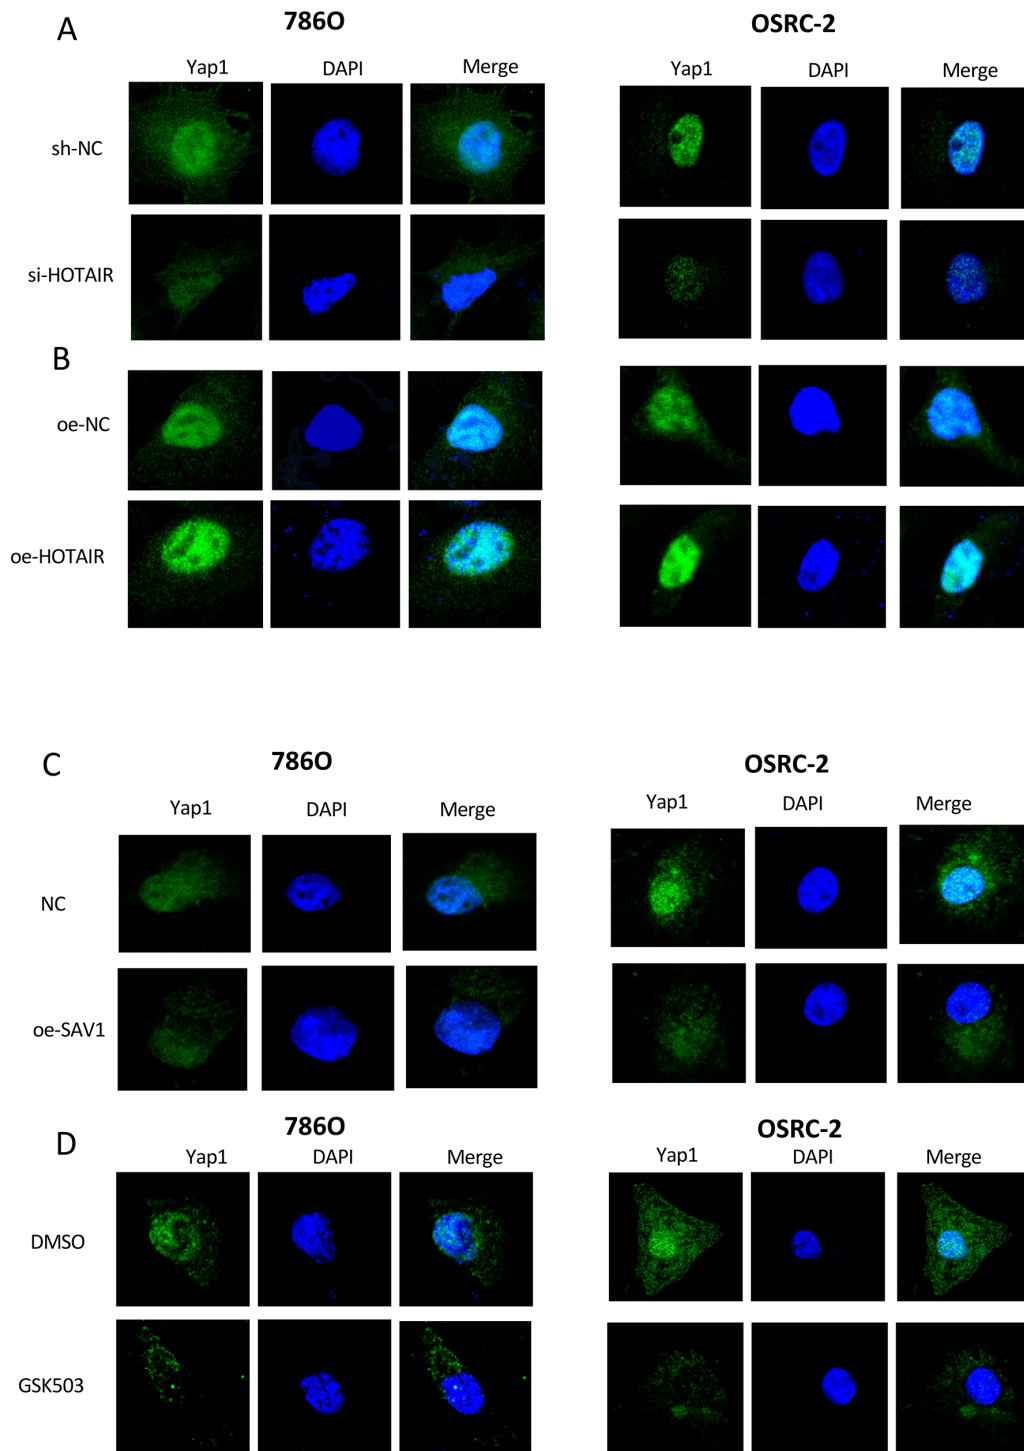 A
786O
OSRC-2
Yap1 DAPI Merge
Yap1 DAPI Merge
sh-NC
si-HOTAIR
B
oe-NC
oe-HOTAIR
C
786O
OSRC-2
Yap1 DAPI Merge
Yap1 DAPI Merge
NC
oe-SAV1
D
786O
OSRC-2
Yap1 DAPI Merge
Yap1 DAPI Merge
DMSO
GSK503